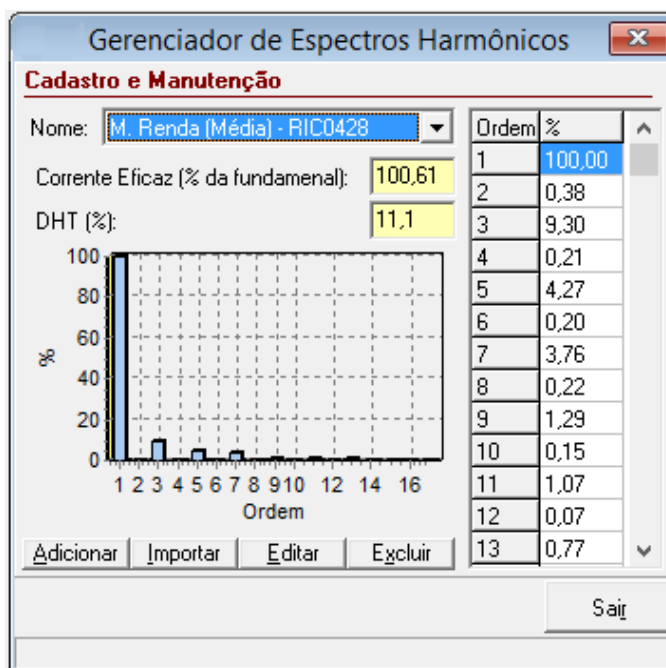 Gerenciador de Espectros Harmônicos
Cadastro e Manutenção
Nome: M. Renda (Média) - RIC0428
Corrente Eficaz (% da fundamenal): 100,61
DHT (%): 11,1
100
80
60
40
20
0
%
1 2 3 4 5 6 7 8 9 10 12 14 16
Ordem
Adicionar Importar Editar Excluir
Ordem %
1 100,00
2 0,38
3 9,30
4 0,21
5 4,27
6 0,20
7 3,76
8 0,22
9 1,29
10 0,15
11 1,07
12 0,07
13 0,77
Sair